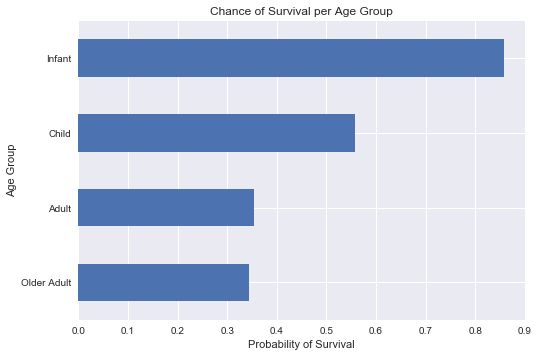 Chance of Survival per Age Group
Infant
Child
Adult
Older Adult
Age Group
0.0 0.1 0.2 0.3 0.4 0.5 0.6 0.7 0.8 0.9
Probability of Survival